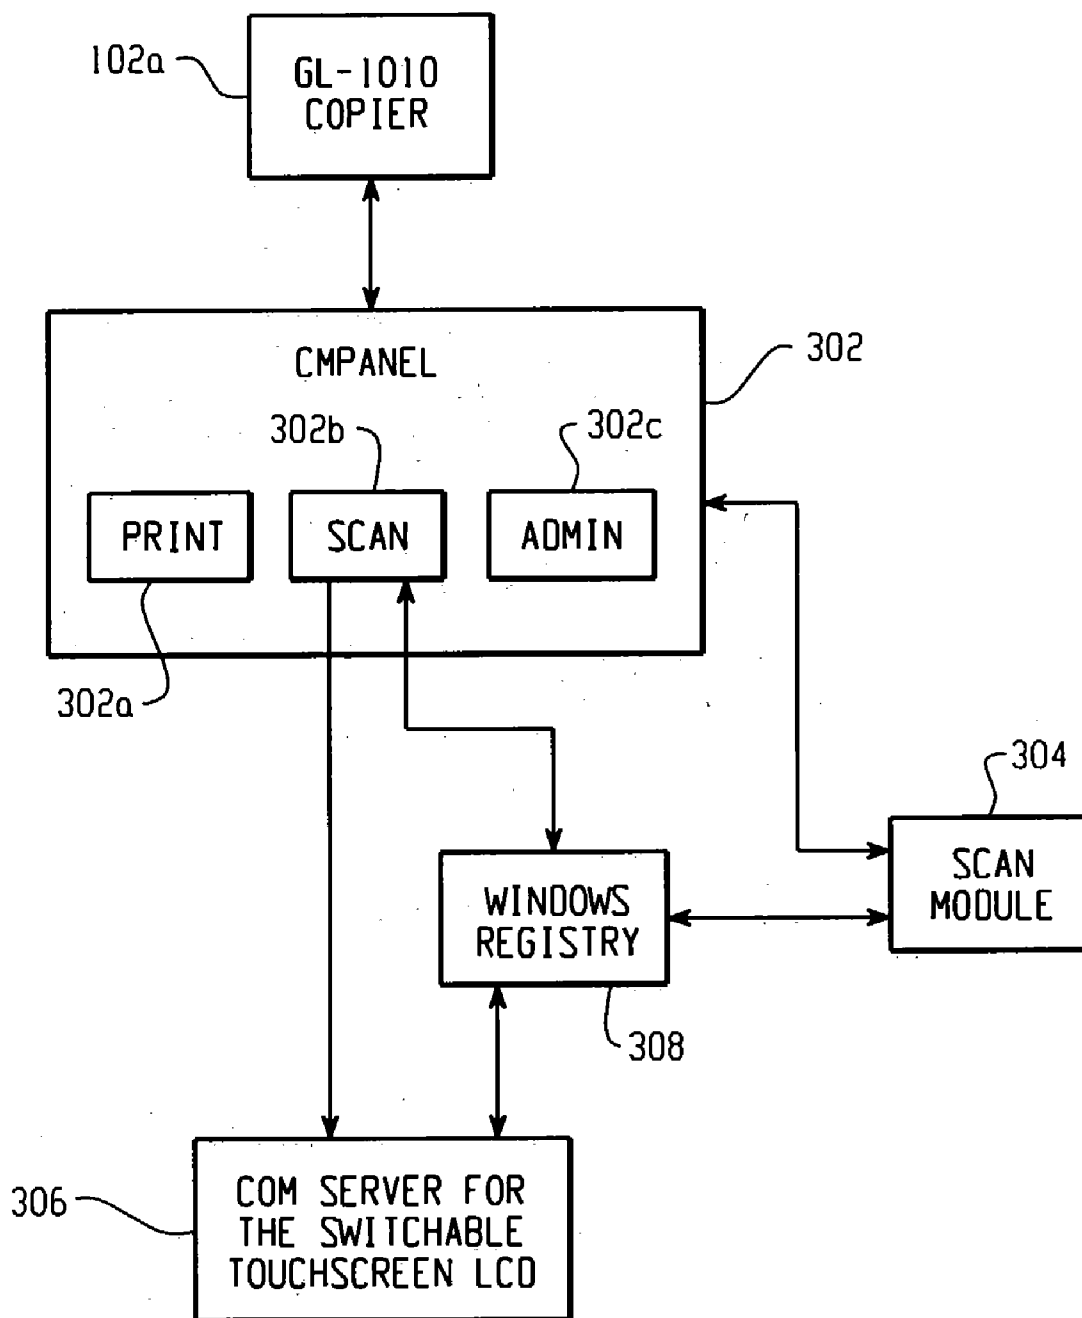 102a
GL-1010
COPIER
CMPANEL
302
302b
302c
PRINT
SCAN
ADMIN
302a
304
SCAN
MODULE
WINDOWS
REGISTRY
308
306
COM SERVER FOR
THE SWITCHABLE
TOUCHSCREEN LCD